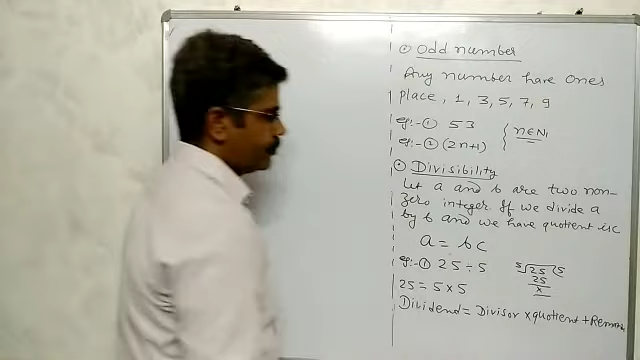 ⊙ Odd number
Any number have ones
place, 1, 3, 5, 7, 9
eg:-① 53
eg:-② (2n+1) { n∈N
⊙ Divisibility
Let a and b are two non-
zero integer. If we divide a
by b and we have quotient is c
a = bc
eg:-① 25 ÷ 5
5√25(5
25
x
25 = 5 × 5
Dividend = Divisor × quotient +